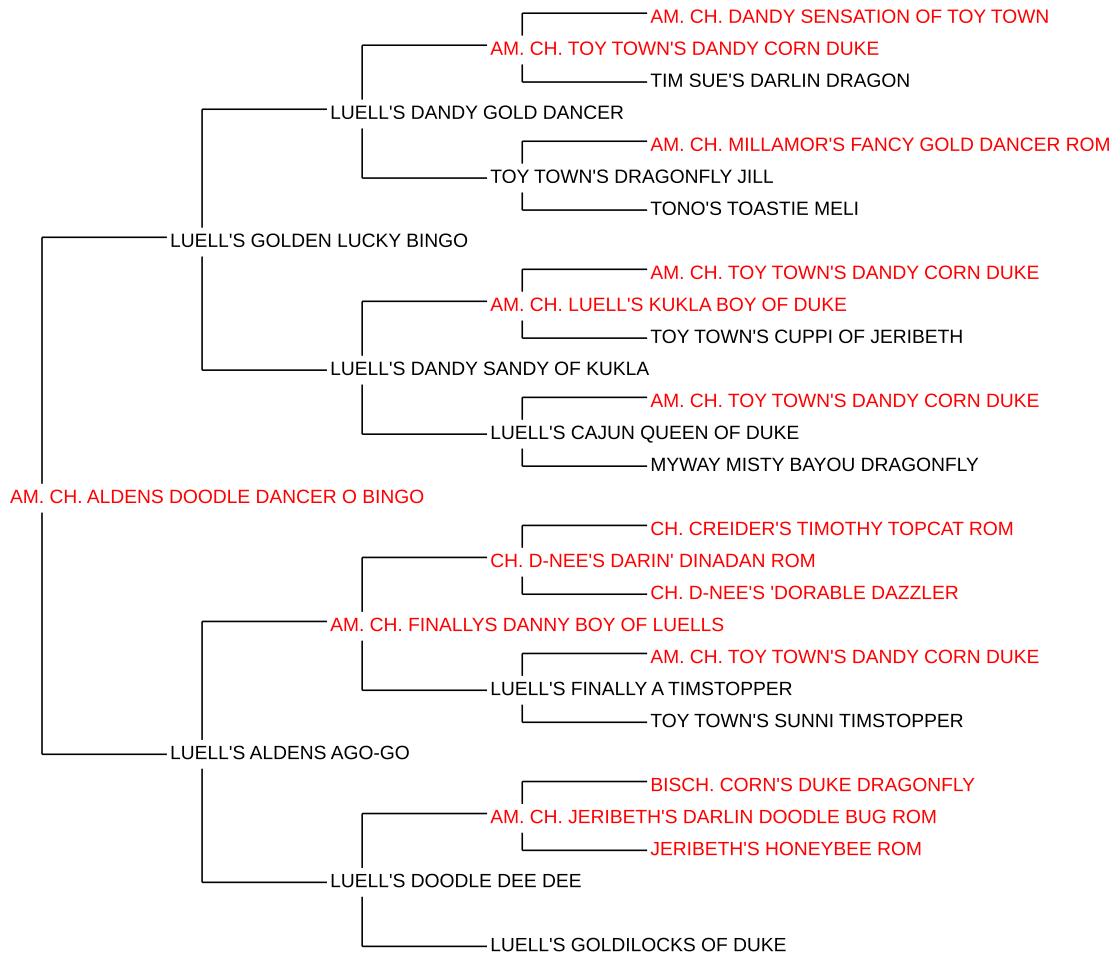 AM. CH. DANDY SENSATION OF TOY TOWN
AM. CH. TOY TOWN'S DANDY CORN DUKE
TIM SUE'S DARLIN DRAGON
LUELL'S DANDY GOLD DANCER
AM. CH. MILLAMOR'S FANCY GOLD DANCER ROM
TOY TOWN'S DRAGONFLY JILL
TONO'S TOASTIE MELI
LUELL'S GOLDEN LUCKY BINGO
AM. CH. TOY TOWN'S DANDY CORN DUKE
AM. CH. LUELL'S KUKLA BOY OF DUKE
TOY TOWN'S CUPPI OF JERIBETH
LUELL'S DANDY SANDY OF KUKLA
AM. CH. TOY TOWN'S DANDY CORN DUKE
LUELL'S CAJUN QUEEN OF DUKE
MYWAY MISTY BAYOU DRAGONFLY
AM. CH. ALDENS DOODLE DANCER O BINGO
CH. CREIDER'S TIMOTHY TOPCAT ROM
CH. D-NEE'S DARIN' DINADAN ROM
CH. D-NEE'S 'DORABLE DAZZLER
AM. CH. FINALLYS DANNY BOY OF LUELLS
AM. CH. TOY TOWN'S DANDY CORN DUKE
LUELL'S FINALLY A TIMSTOPPER
TOY TOWN'S SUNNI TIMSTOPPER
LUELL'S ALDENS AGO-GO
BISCH. CORN'S DUKE DRAGONFLY
AM. CH. JERIBETH'S DARLIN DOODLE BUG ROM
JERIBETH'S HONEYBEE ROM
LUELL'S DOODLE DEE DEE
LUELL'S GOLDILOCKS OF DUKE